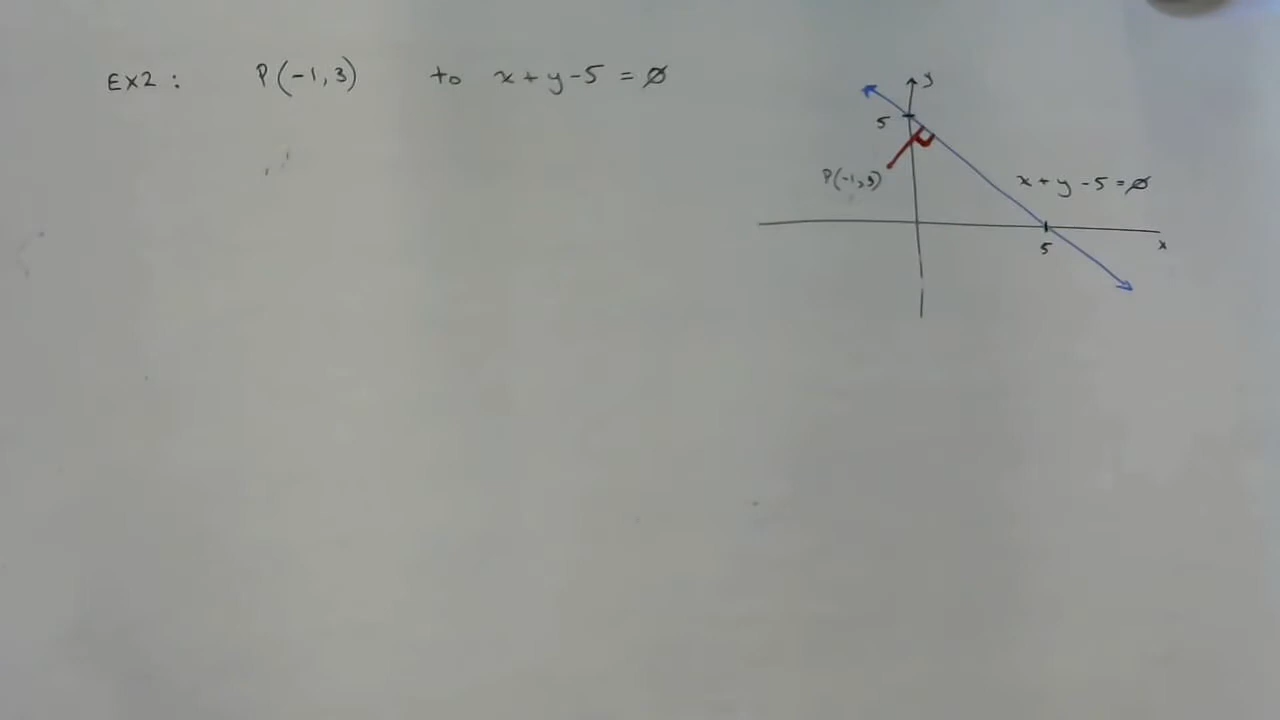 EX2: P(-1,3) to x+y-5=∅
y
5
P(-1,3)
x+y-5=∅
5
x